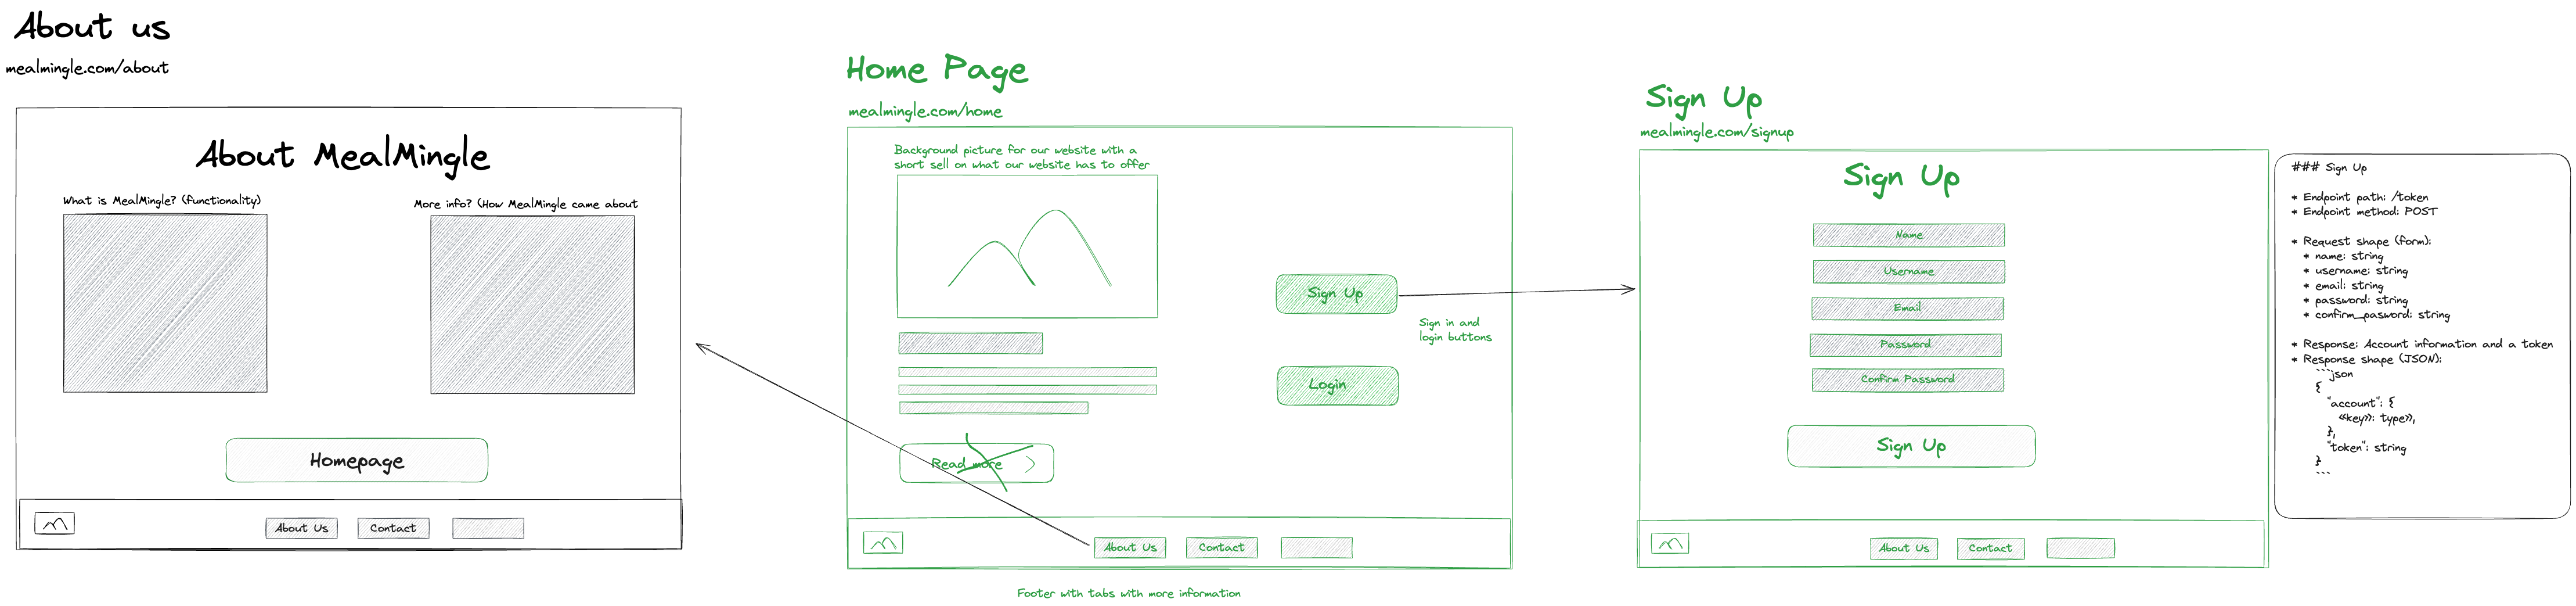 About us
mealmingle.com/about
About MealMingle
What is MealMingle? (functionality)
More info? (How MealMingle came about
Homepage
About Us
Contact
Home Page
mealmingle.com/home
Background picture for our website with a
short sell on what our website has to offer
Sign Up
Sign in and
login buttons
Login
Read more
About Us
Contact
Footer with tabs with more information
Sign Up
mealmingle.com/signup
Sign Up
Name
Username
Email
Password
Confirm Password
Sign Up
About Us
Contact
### Sign Up
* Endpoint path: /token
* Endpoint method: POST
* Request shape (form):
* name: string
* username: string
* email: string
* password: string
* confirm_pasword: string
* Response: Account information and a token
* Response shape (JSON):
```json
{
"account": {
«key»: type»,
},
"token": string
}
```